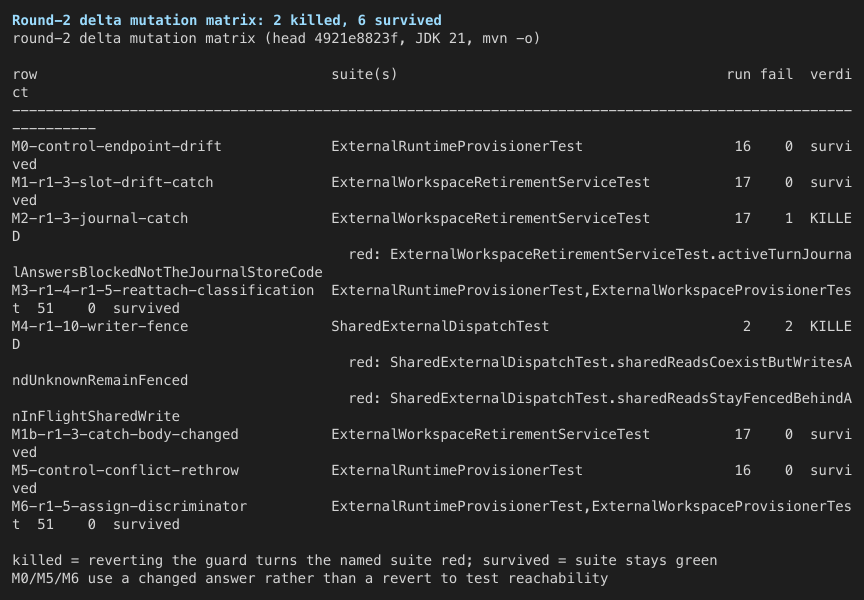 Round-2 delta mutation matrix: 2 killed, 6 survived
round-2 delta mutation matrix (head 4921e8823f, JDK 21, mvn -o)
row                                   suite(s)                                       run fail  verdi
ct
----------------------------------------------------------------------------------------------------
----------
M0-control-endpoint-drift             ExternalRuntimeProvisionerTest                  16    0  survi
ved
M1-r1-3-slot-drift-catch              ExternalWorkspaceRetirementServiceTest          17    0  survi
ved
M2-r1-3-journal-catch                 ExternalWorkspaceRetirementServiceTest          17    1  KILLE
D
                                        red: ExternalWorkspaceRetirementServiceTest.activeTurnJourna
lAnswersBlockedNotTheJournalStoreCode
M3-r1-4-r1-5-reattach-classification  ExternalRuntimeProvisionerTest,ExternalWorkspaceProvisionerTes
t  51    0  survived
M4-r1-10-writer-fence                 SharedExternalDispatchTest                       2    2  KILLE
D
                                        red: SharedExternalDispatchTest.sharedReadsCoexistButWritesA
ndUnknownRemainFenced
                                        red: SharedExternalDispatchTest.sharedReadsStayFencedBehindA
nInFlightSharedWrite
M1b-r1-3-catch-body-changed           ExternalWorkspaceRetirementServiceTest          17    0  survi
ved
M5-control-conflict-rethrow           ExternalRuntimeProvisionerTest                  16    0  survi
ved
M6-r1-5-assign-discriminator          ExternalRuntimeProvisionerTest,ExternalWorkspaceProvisionerTes
t  51    0  survived
killed = reverting the guard turns the named suite red; survived = suite stays green
M0/M5/M6 use a changed answer rather than a revert to test reachability